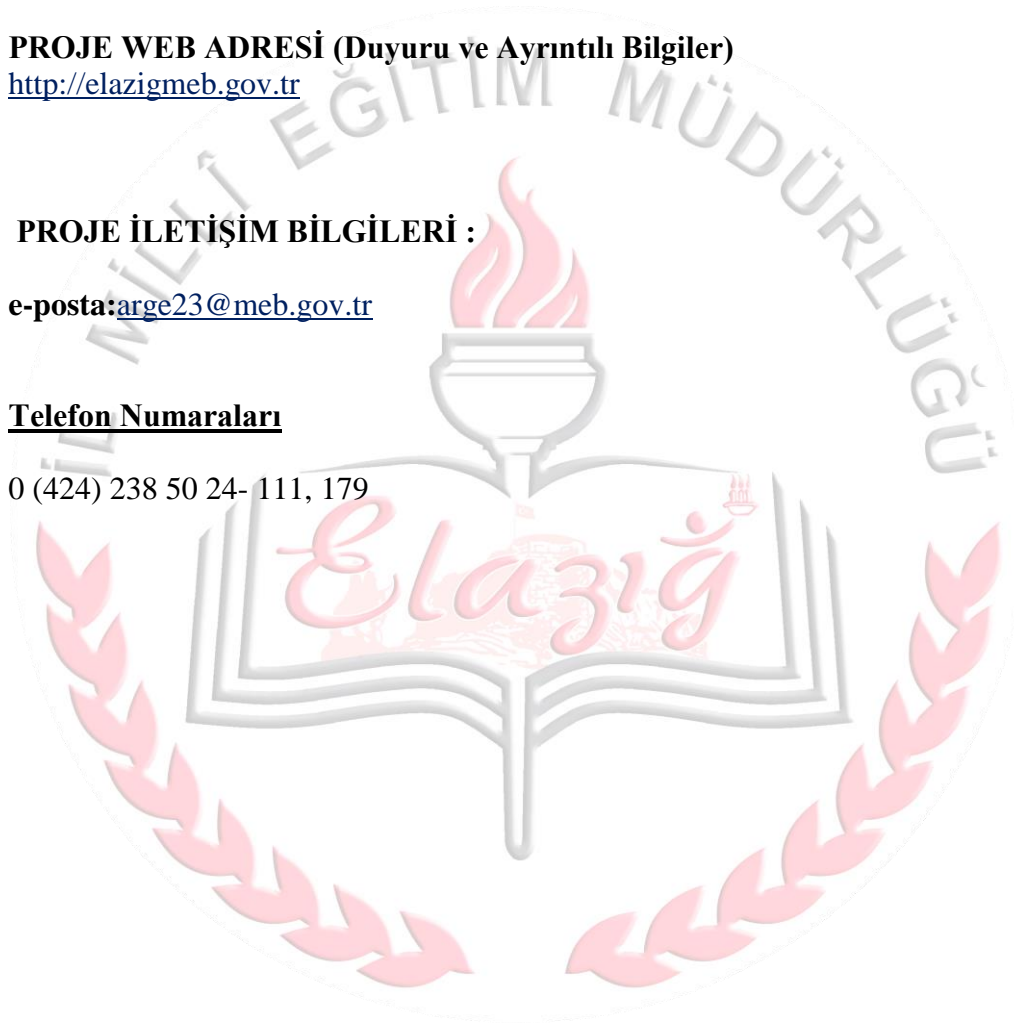 PROJE WEB ADRESİ (Duyuru ve Ayrıntılı Bilgiler)
http://elazigmeb.gov.tr
PROJE İLETİŞİM BİLGİLERİ :
e-posta:arge23@meb.gov.tr
Telefon Numaraları
0 (424) 238 50 24- 111, 179
İL MİLLÎ EĞİTİM MÜDÜRLÜĞÜ
Elazığ